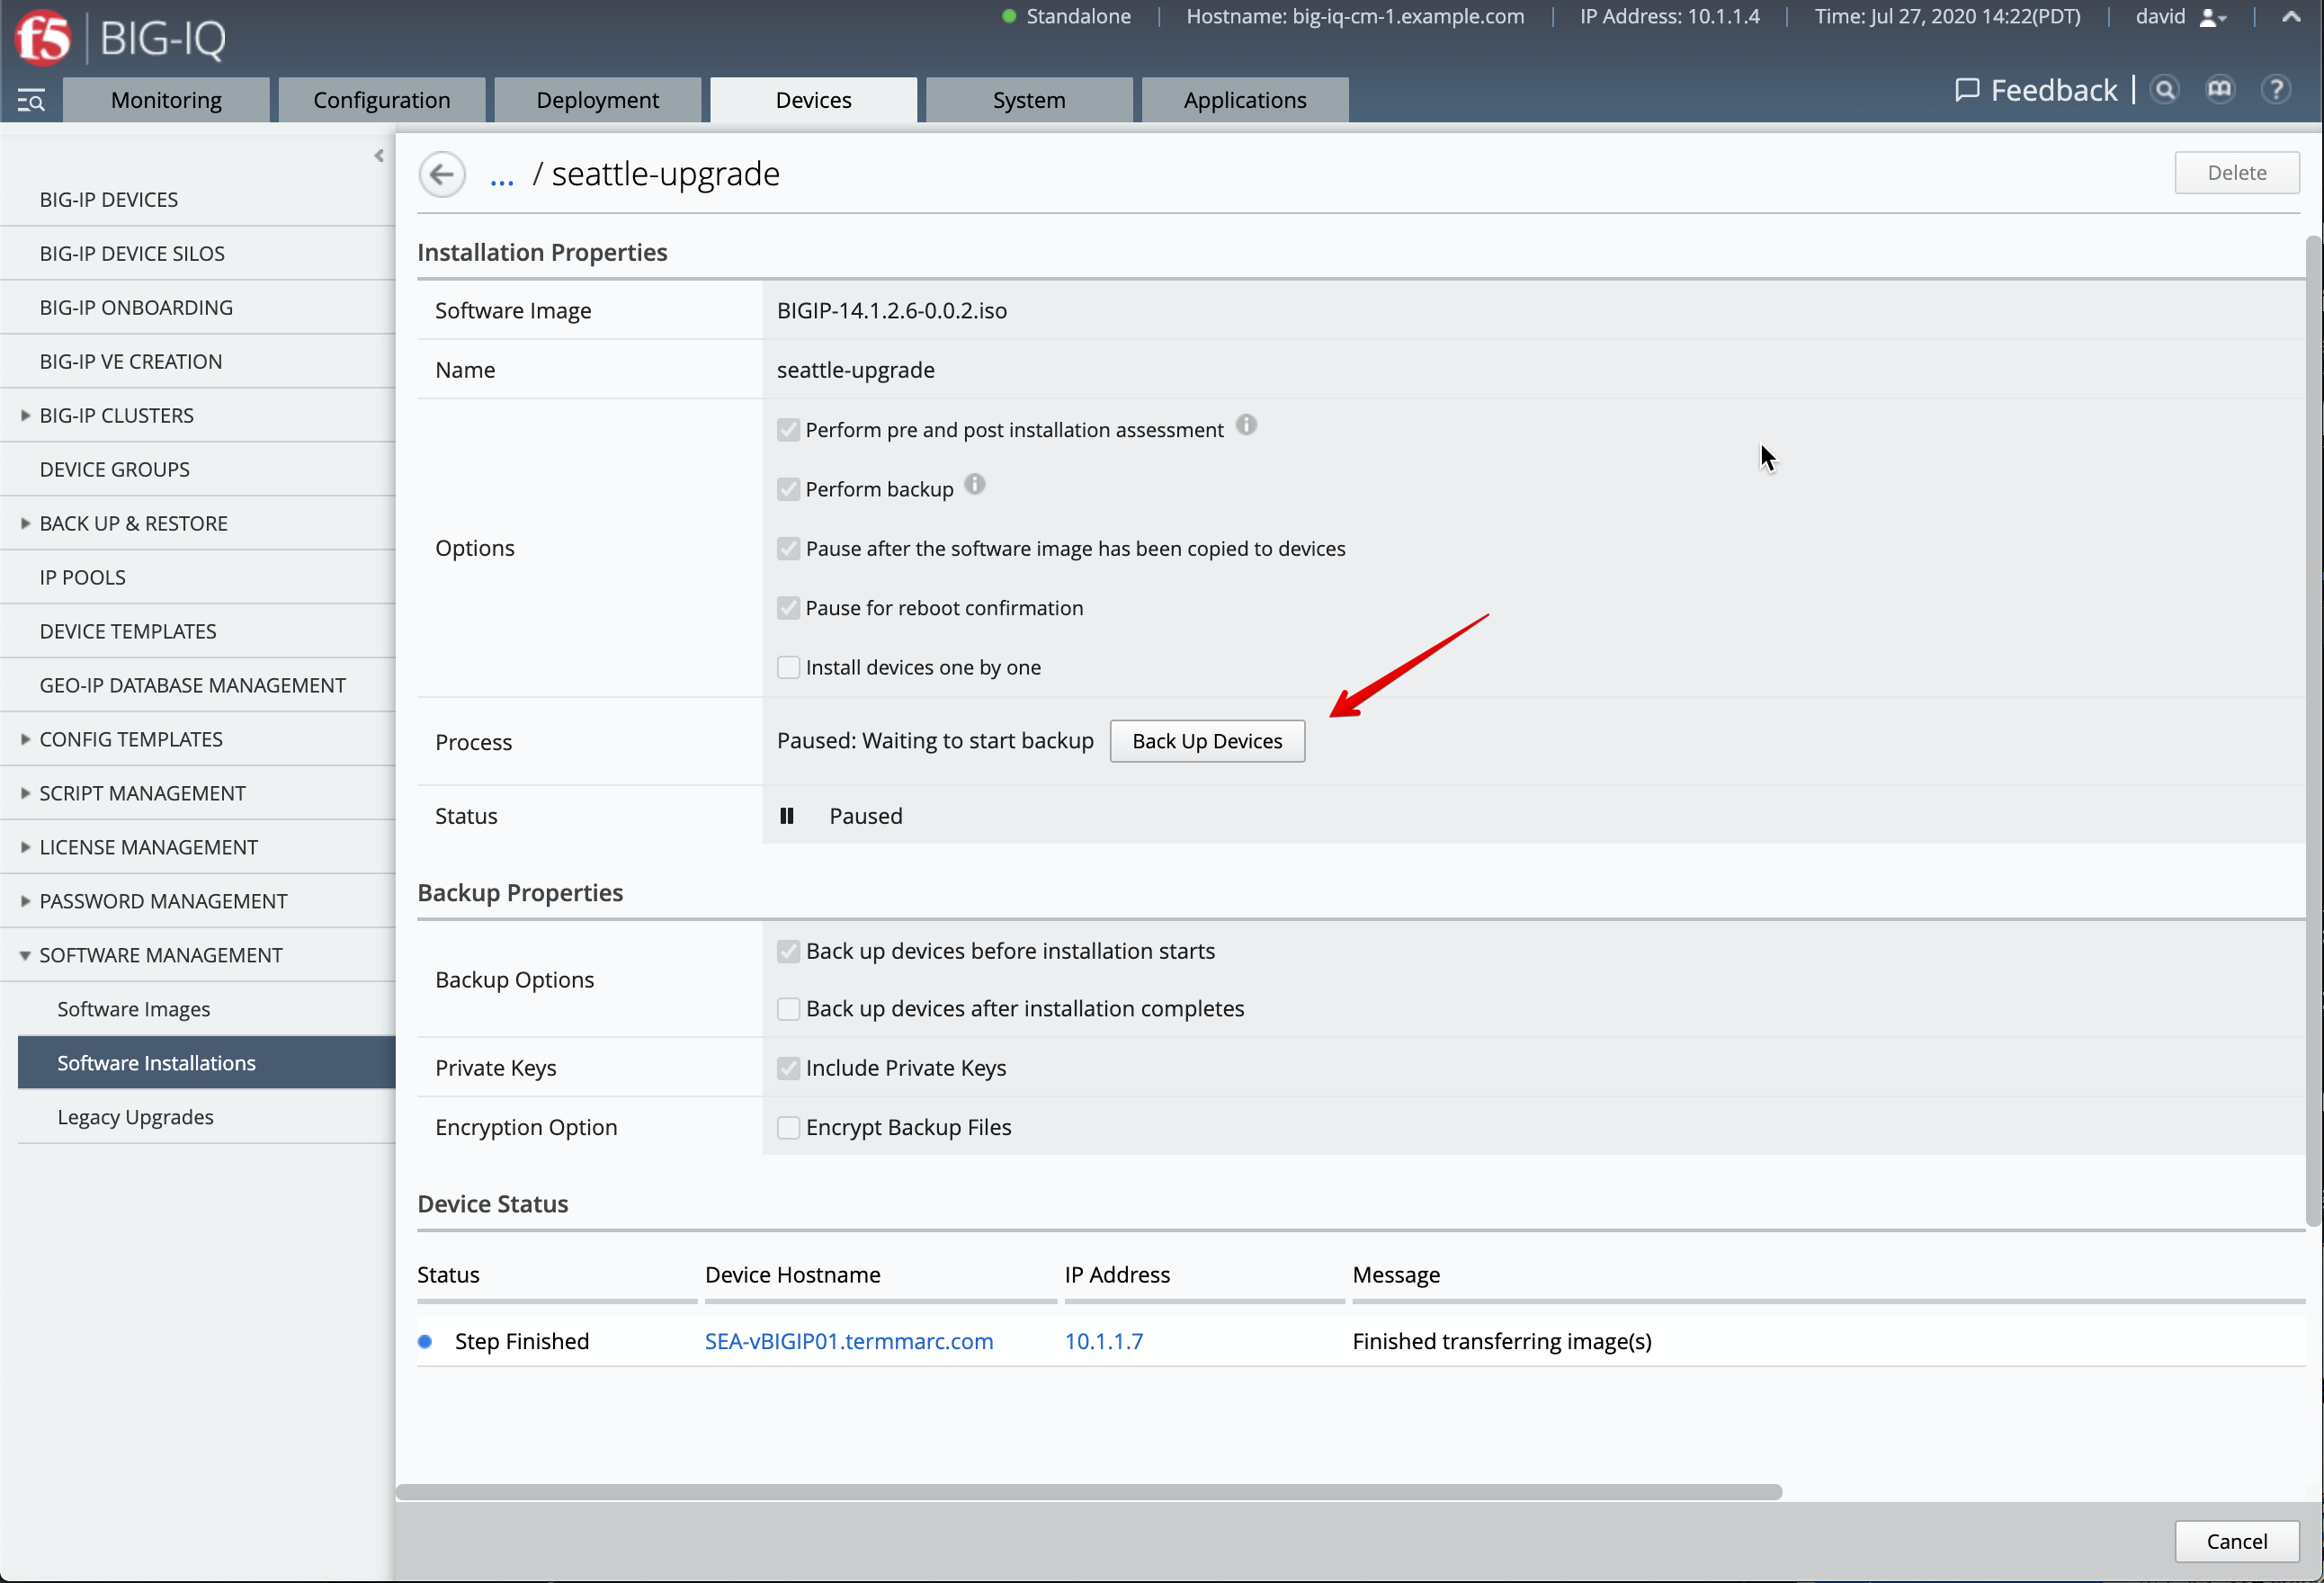 Standalone | Hostname: big-iq-cm-1.example.com | IP Address: 10.1.1.4 | Time: Jul 27, 2020 14:22(PDT) | david
f5 BIG-IQ
Monitoring Configuration Deployment Devices System Applications
Feedback
... / seattle-upgrade
Delete
BIG-IP DEVICES
BIG-IP DEVICE SILOS
BIG-IP ONBOARDING
BIG-IP VE CREATION
BIG-IP CLUSTERS
DEVICE GROUPS
BACK UP & RESTORE
IP POOLS
DEVICE TEMPLATES
GEO-IP DATABASE MANAGEMENT
CONFIG TEMPLATES
SCRIPT MANAGEMENT
LICENSE MANAGEMENT
PASSWORD MANAGEMENT
SOFTWARE MANAGEMENT
Software Images
Software Installations
Legacy Upgrades
Installation Properties
Software Image BIGIP-14.1.2.6-0.0.2.iso
Name seattle-upgrade
Options
Perform pre and post installation assessment
Perform backup
Pause after the software image has been copied to devices
Pause for reboot confirmation
Install devices one by one
Process Paused: Waiting to start backup Back Up Devices
Status Paused
Backup Properties
Backup Options
Back up devices before installation starts
Back up devices after installation completes
Private Keys Include Private Keys
Encryption Option Encrypt Backup Files
Device Status
Status Device Hostname IP Address Message
Step Finished SEA-vBIGIP01.termmarc.com 10.1.1.7 Finished transferring image(s)
Cancel